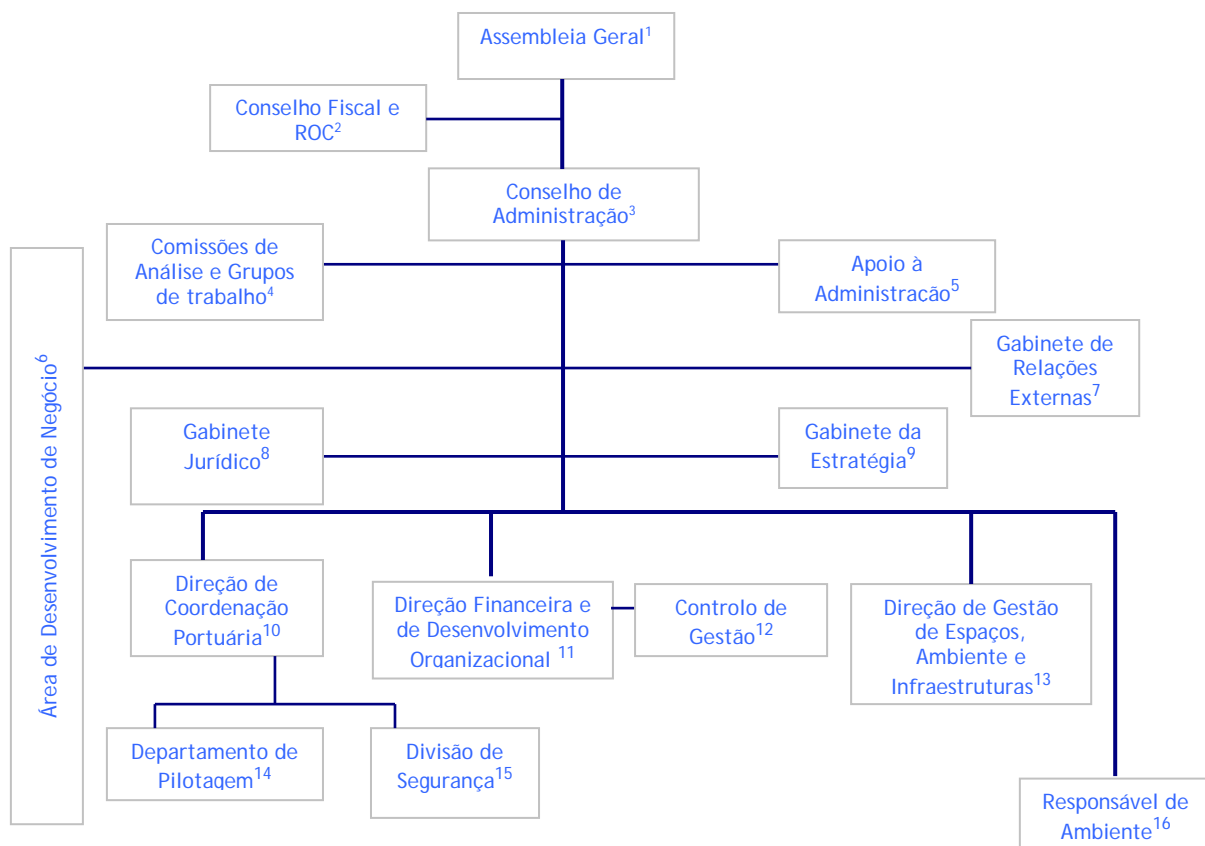 Assembleia Geral¹
Conselho Fiscal e
ROC²
Conselho de
Administração³
Comissões de
Análise e Grupos
de trabalho⁴
Apoio à
Administração⁵
Área de Desenvolvimento de Negócio⁶
Gabinete de
Relações
Externas⁷
Gabinete
Jurídico⁸
Gabinete da
Estratégia⁹
Direção de
Coordenação
Portuária¹⁰
Direção Financeira e
de Desenvolvimento
Organizacional ¹¹
Controlo de
Gestão¹²
Direção de Gestão
de Espaços,
Ambiente e
Infraestruturas¹³
Departamento de
Pilotagem¹⁴
Divisão de
Segurança¹⁵
Responsável de
Ambiente¹⁶